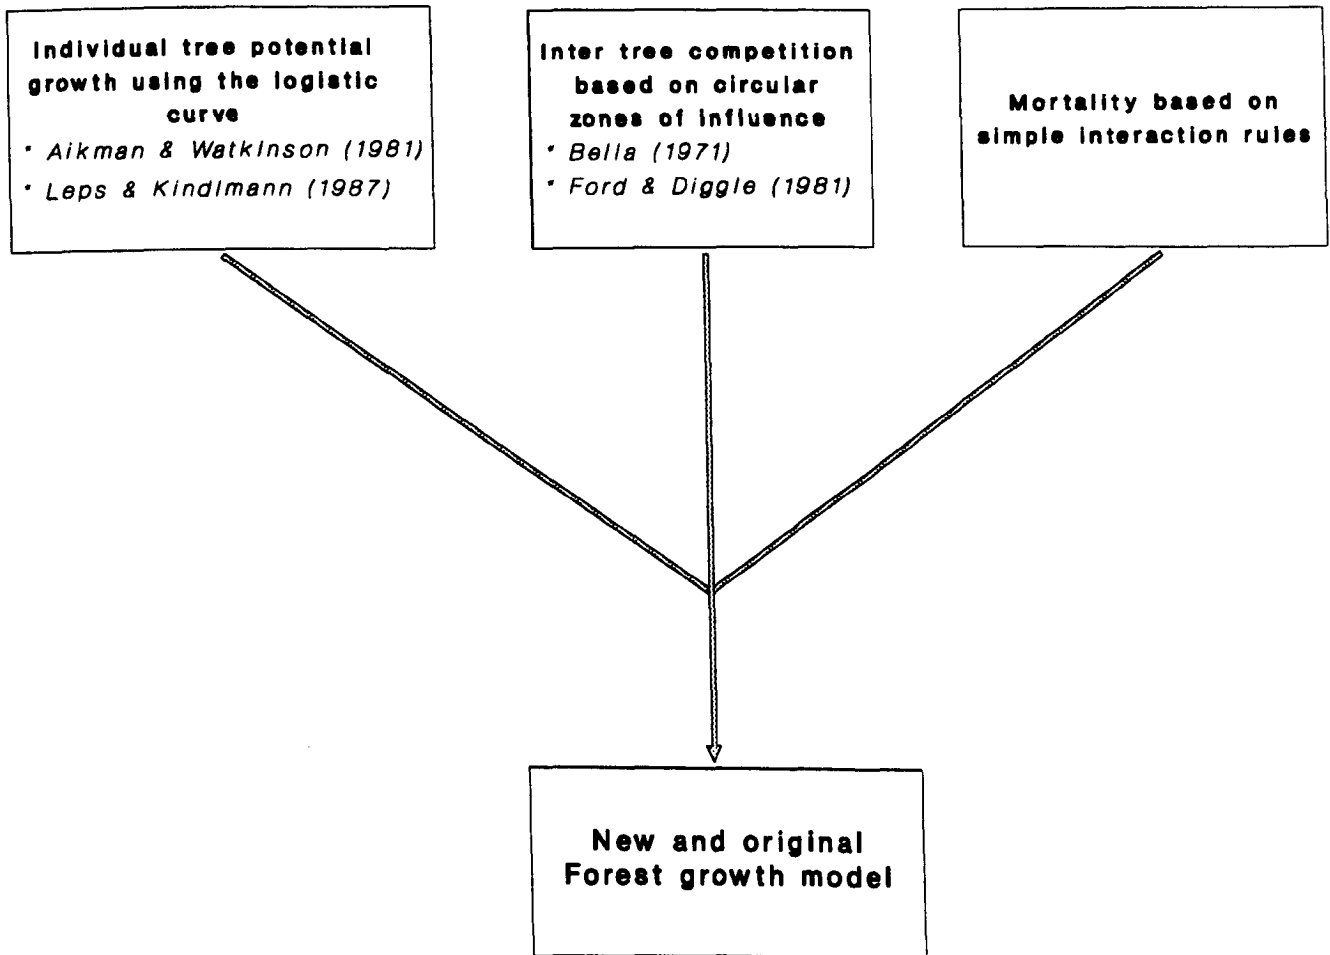 Individual tree potential
growth using the logistic
curve
* Aikman & Watkinson (1981)
* Leps & Kindlmann (1987)
Inter tree competition
based on circular
zones of influence
* Bella (1971)
* Ford & Diggle (1981)
Mortality based on
simple interaction rules
New and original
Forest growth model